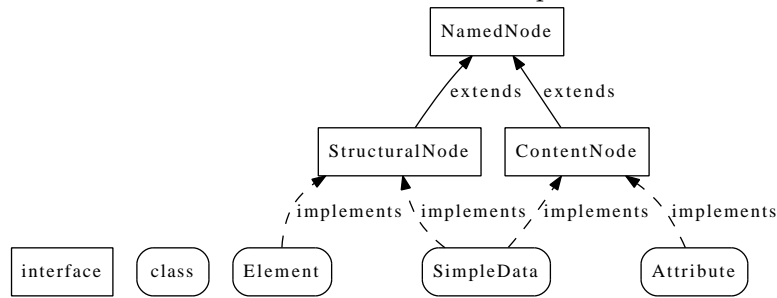 NamedNode
extends extends
StructuralNode ContentNode
implements implements implements implements
interface class Element SimpleData Attribute